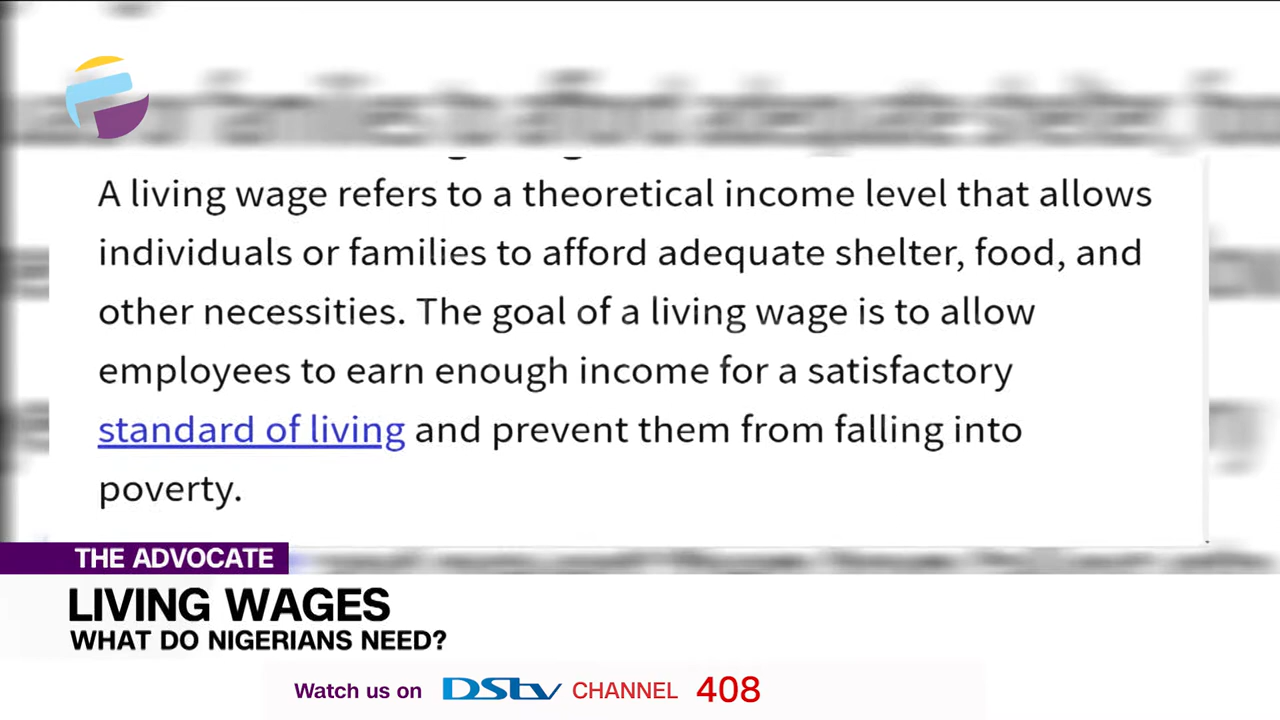 A living wage refers to a theoretical income level that allows
individuals or families to afford adequate shelter, food, and
other necessities. The goal of a living wage is to allow
employees to earn enough income for a satisfactory
standard of living and prevent them from falling into
poverty.
THE ADVOCATE
LIVING WAGES
WHAT DO NIGERIANS NEED?
Watch us on DStv CHANNEL 408